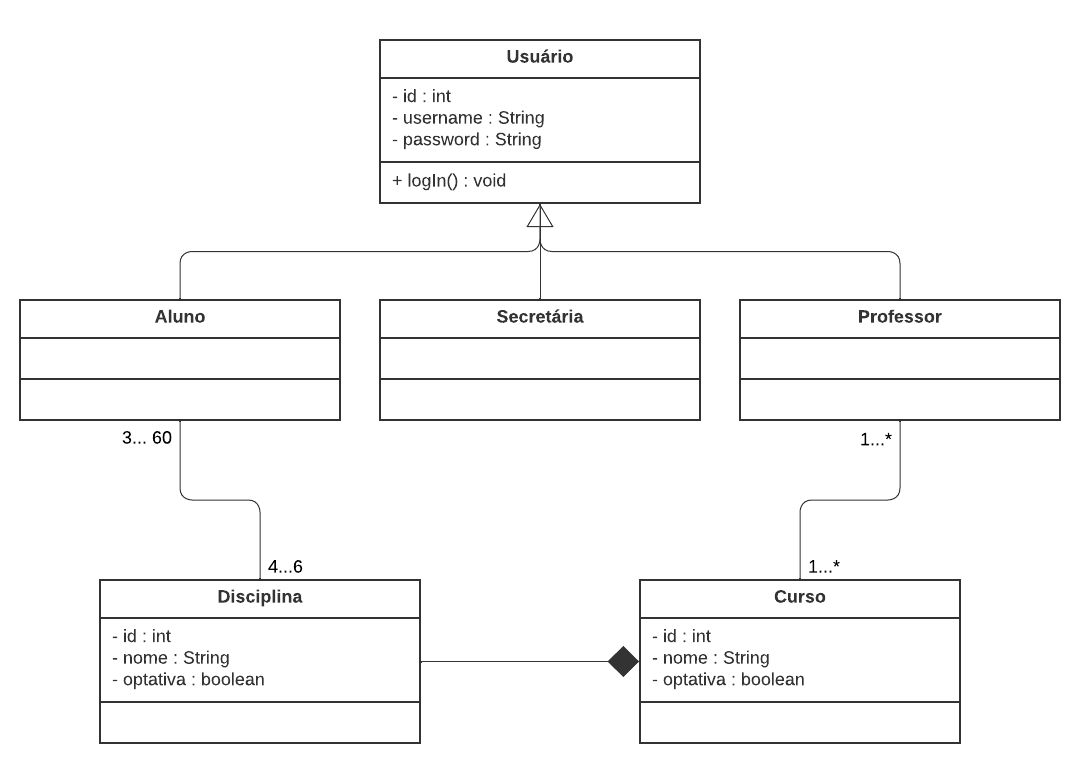 Usuário
- id : int
- username : String
- password : String
+ logIn() : void
Aluno
Secretária
Professor
3... 60
1...*
4...6
1...*
Disciplina
- id : int
- nome : String
- optativa : boolean
Curso
- id : int
- nome : String
- optativa : boolean